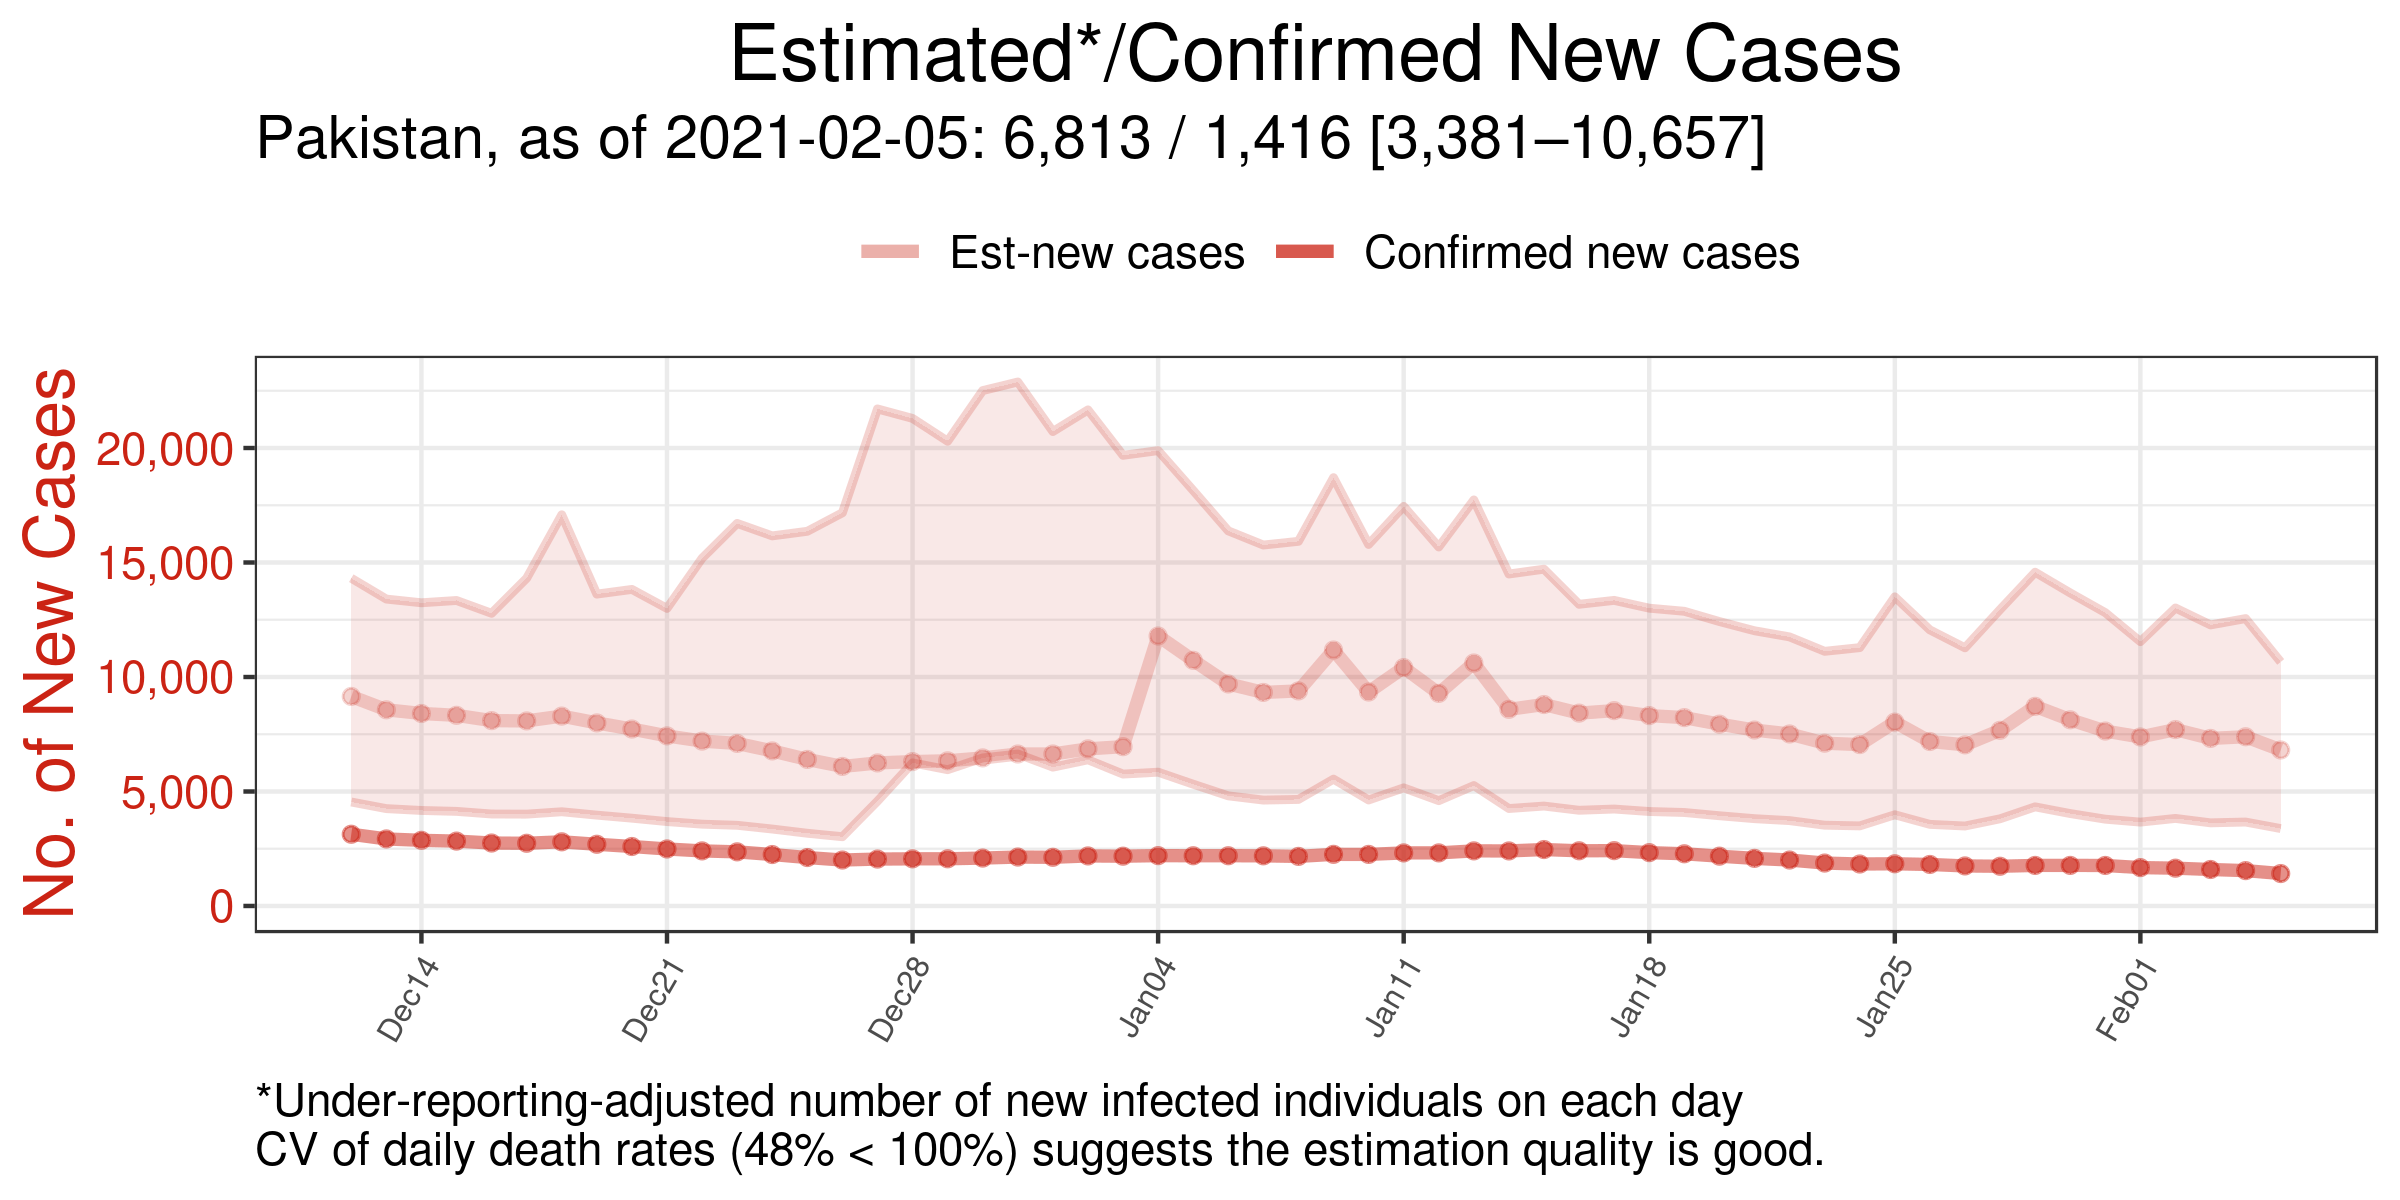 Estimated*/Confirmed New Cases
Pakistan, as of 2021-02-05: 6,813 / 1,416 [3,381–10,657]
Est-new cases
Confirmed new cases
No. of New Cases
20,000
15,000
10,000
5,000
0
Dec14
Dec21
Dec28
Jan04
Jan11
Jan18
Jan25
Feb01
*Under-reporting-adjusted number of new infected individuals on each day
CV of daily death rates (48% < 100%) suggests the estimation quality is good.